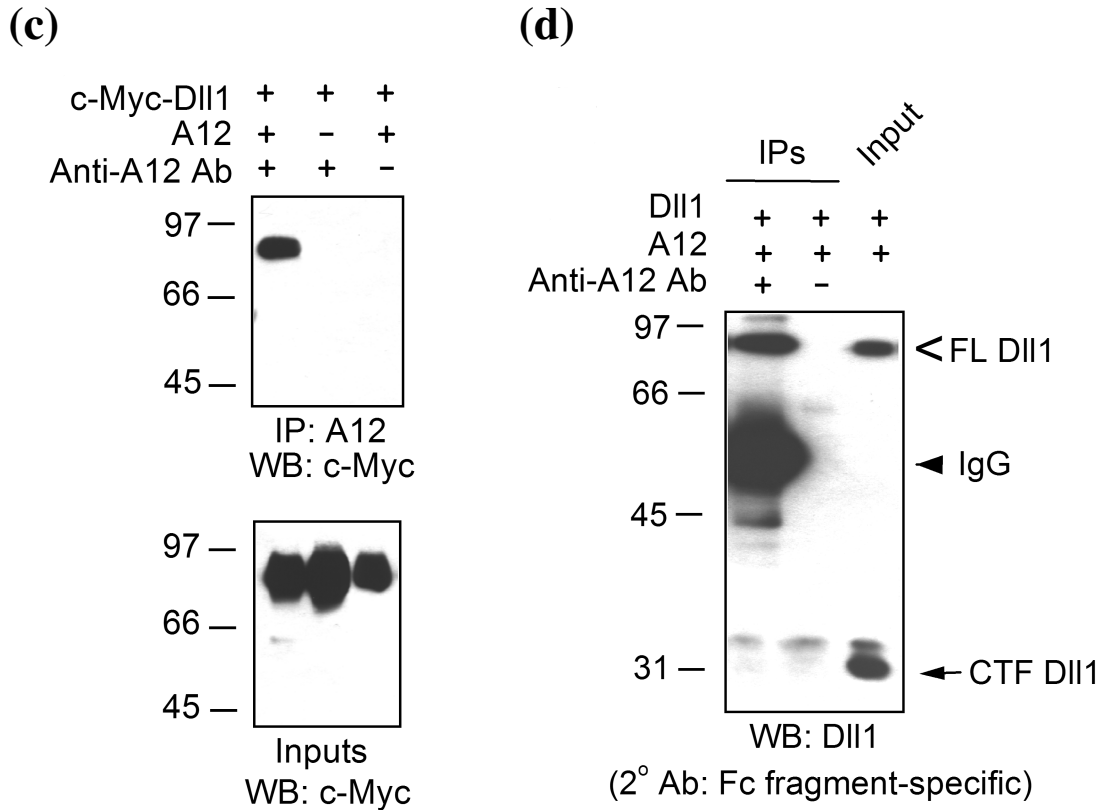 (c)
c-Myc-Dll1 + + +
A12 + – +
Anti-A12 Ab + + –
97
66
45
IP: A12
WB: c-Myc
97
66
45
Inputs
WB: c-Myc
(d)
IPs Input
Dll1 + + +
A12 + + +
Anti-A12 Ab + –
97
FL Dll1
66
IgG
45
31
CTF Dll1
WB: Dll1
(2° Ab: Fc fragment-specific)